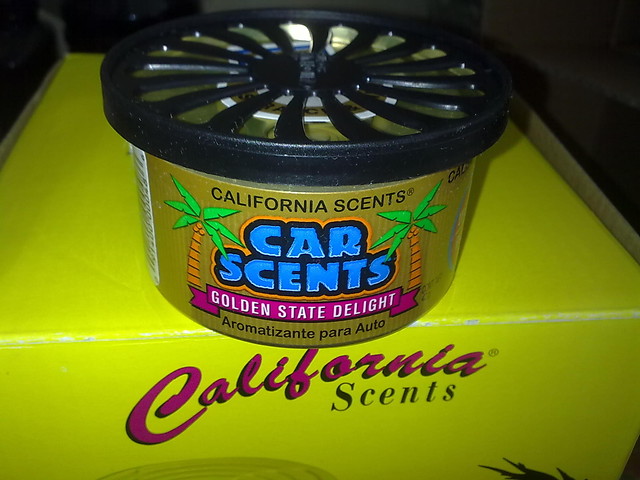 CALIFORNIA SCENTS®
CAR
SCENTS
GOLDEN STATE DELIGHT
Aromatizante para Auto
California®
Scents